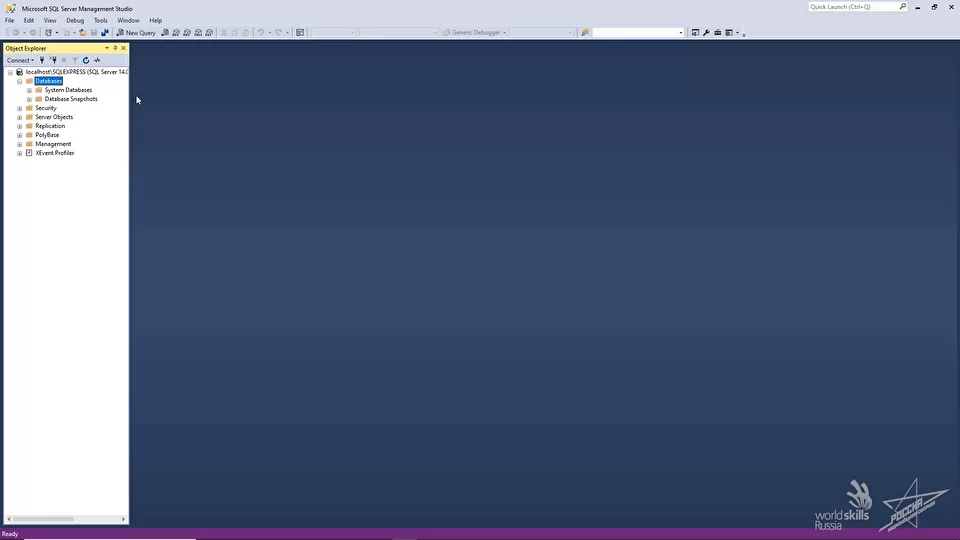 Microsoft SQL Server Management Studio
Quick Launch (Ctrl+Q)
File Edit View Debug Tools Window Help
New Query
Generic Debugger
Object Explorer
Connect
localhost\SQLEXPRESS (SQL Server 14.0
Databases
System Databases
Database Snapshots
Security
Server Objects
Replication
PolyBase
Management
XEvent Profiler
worldskills
Russia
РОССИЯ
Ready